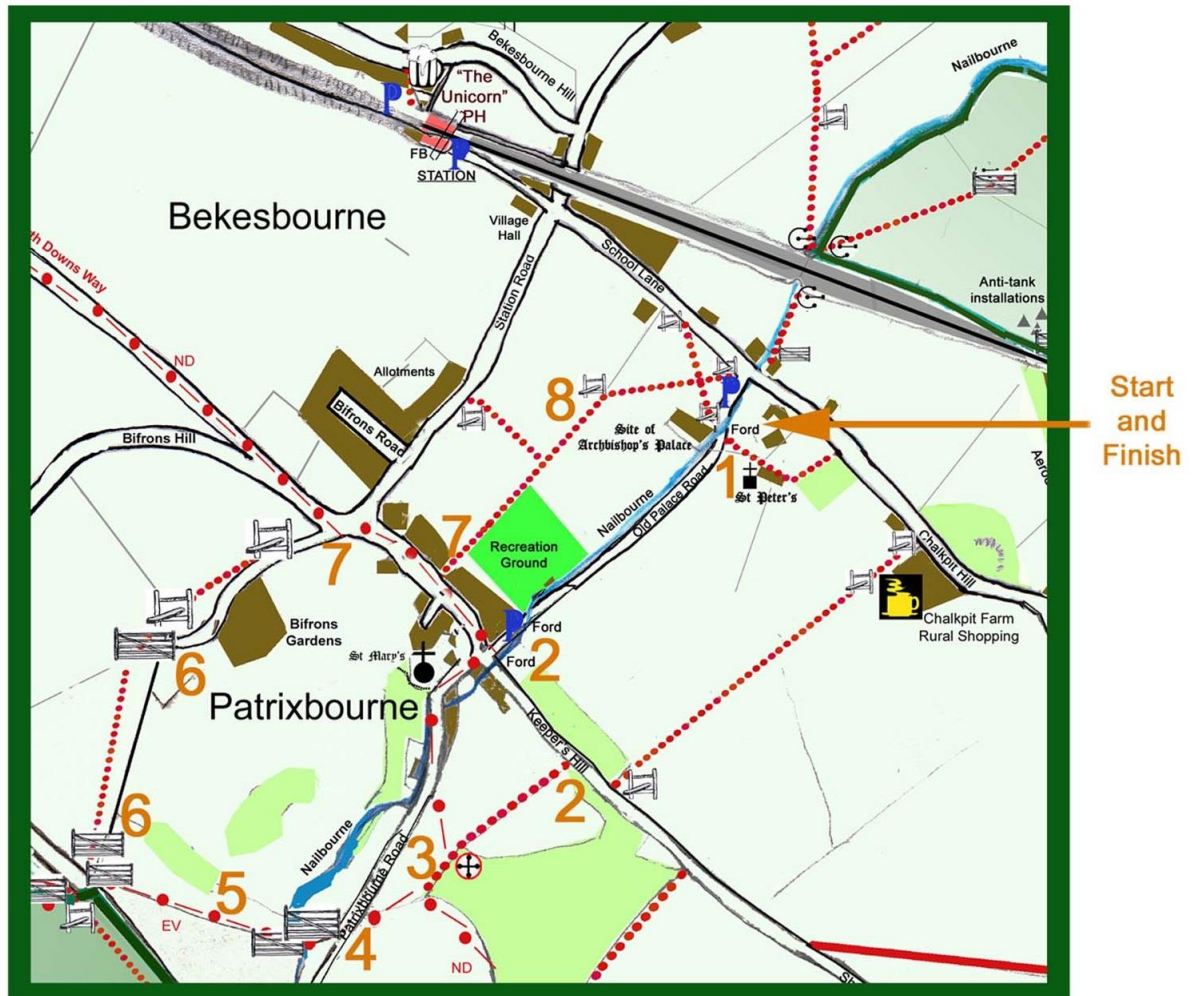 Bekesbourne Hill
Nailbourne
"The
Unicorn"
PH
P
FB
P
STATION
Bekesbourne
Village
Hall
School Lane
Station Road
Anti-tank
installations
th Downs Way
ND
Allotments
Bifrons Road
Bifrons Hill
8
P
Start
and
Finish
Site of
Archbishop's Palace
Ford
1
St Peter's
Nailbourne
Old Palace Road
7
7
Recreation
Ground
Chalkpit Hill
Chalkpit Farm
Rural Shopping
Bifrons
Gardens
6
St Mary's
P
Ford
2
Ford
Patrixbourne
Keeper's Hill
2
6
Nailbourne
3
Patrixbourne Road
5
EV
4
ND